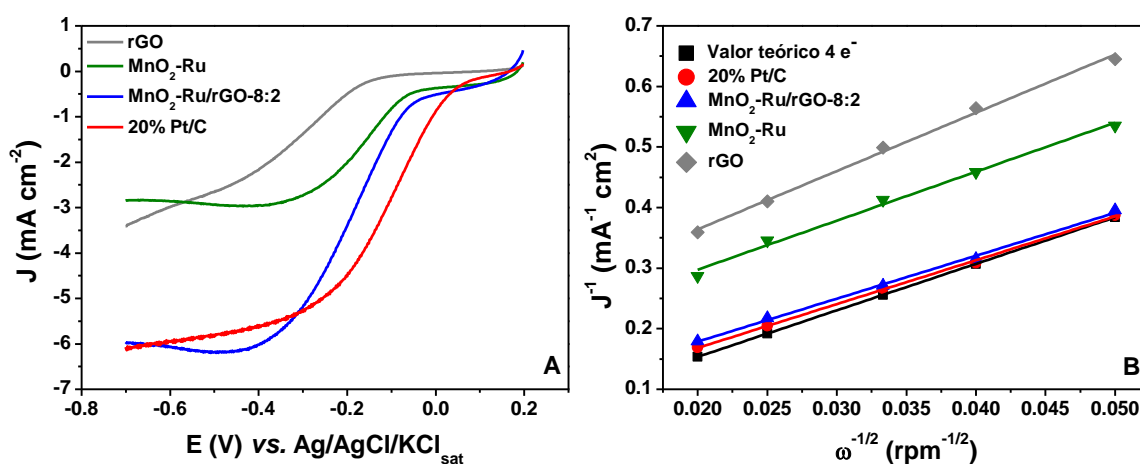 1
0
-1
-2
-3
-4
-5
-6
-7
J (mA cm⁻²)
rGO
MnO₂-Ru
MnO₂-Ru/rGO-8:2
20% Pt/C
A
-0.8 -0.6 -0.4 -0.2 0.0 0.2
E (V) vs. Ag/AgCl/KCl_sat
0.7
0.6
0.5
0.4
0.3
0.2
0.1
J⁻¹ (mA⁻¹ cm²)
Valor teórico 4 e⁻
20% Pt/C
MnO₂-Ru/rGO-8:2
MnO₂-Ru
rGO
B
0.020 0.025 0.030 0.035 0.040 0.045 0.050
ω⁻¹/² (rpm⁻¹/²)